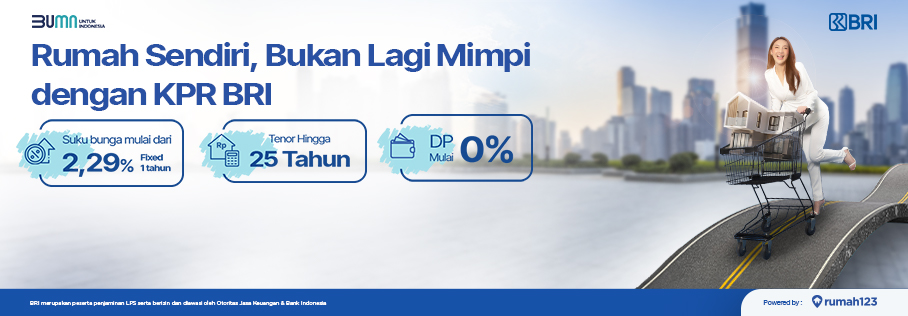 BUMN UNTUK
INDONESIA
BRI
Rumah Sendiri, Bukan Lagi Mimpi
dengan KPR BRI
Suku bunga mulai dari
2,29% Fixed
1 tahun
Rp
Tenor Hingga
25 Tahun
DP
Mulai
0%
BRI merupakan peserta penjaminan LPS serta berizin dan diawasi oleh Otoritas Jasa Keuangan & Bank Indonesia
Powered by :
rumah123